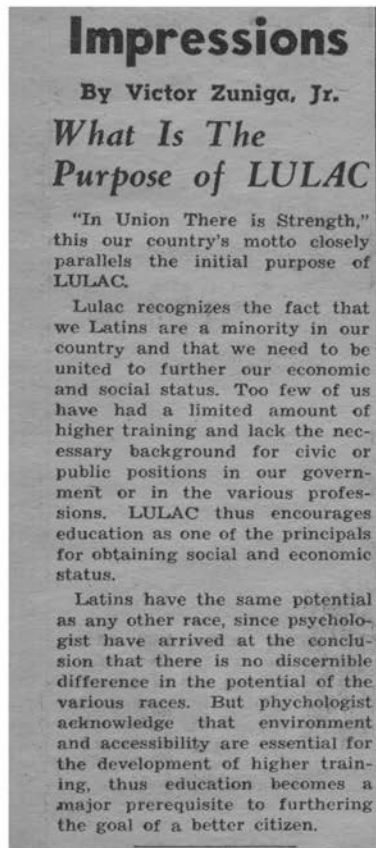 Impressions
By Victor Zuniga, Jr.
What Is The
Purpose of LULAC
"In Union There is Strength,"
this our country's motto closely
parallels the initial purpose of
LULAC.
Lulac recognizes the fact that
we Latins are a minority in our
country and that we need to be
united to further our economic
and social status. Too few of us
have had a limited amount of
higher training and lack the nec-
essary background for civic or
public positions in our govern-
ment or in the various profes-
sions. LULAC thus encourages
education as one of the principals
for obtaining social and economic
status.
Latins have the same potential
as any other race, since psycholo-
gist have arrived at the conclu-
sion that there is no discernible
difference in the potential of the
various races. But phychologist
acknowledge that environment
and accessibility are essential for
the development of higher train-
ing, thus education becomes a
major prerequisite to furthering
the goal of a better citizen.